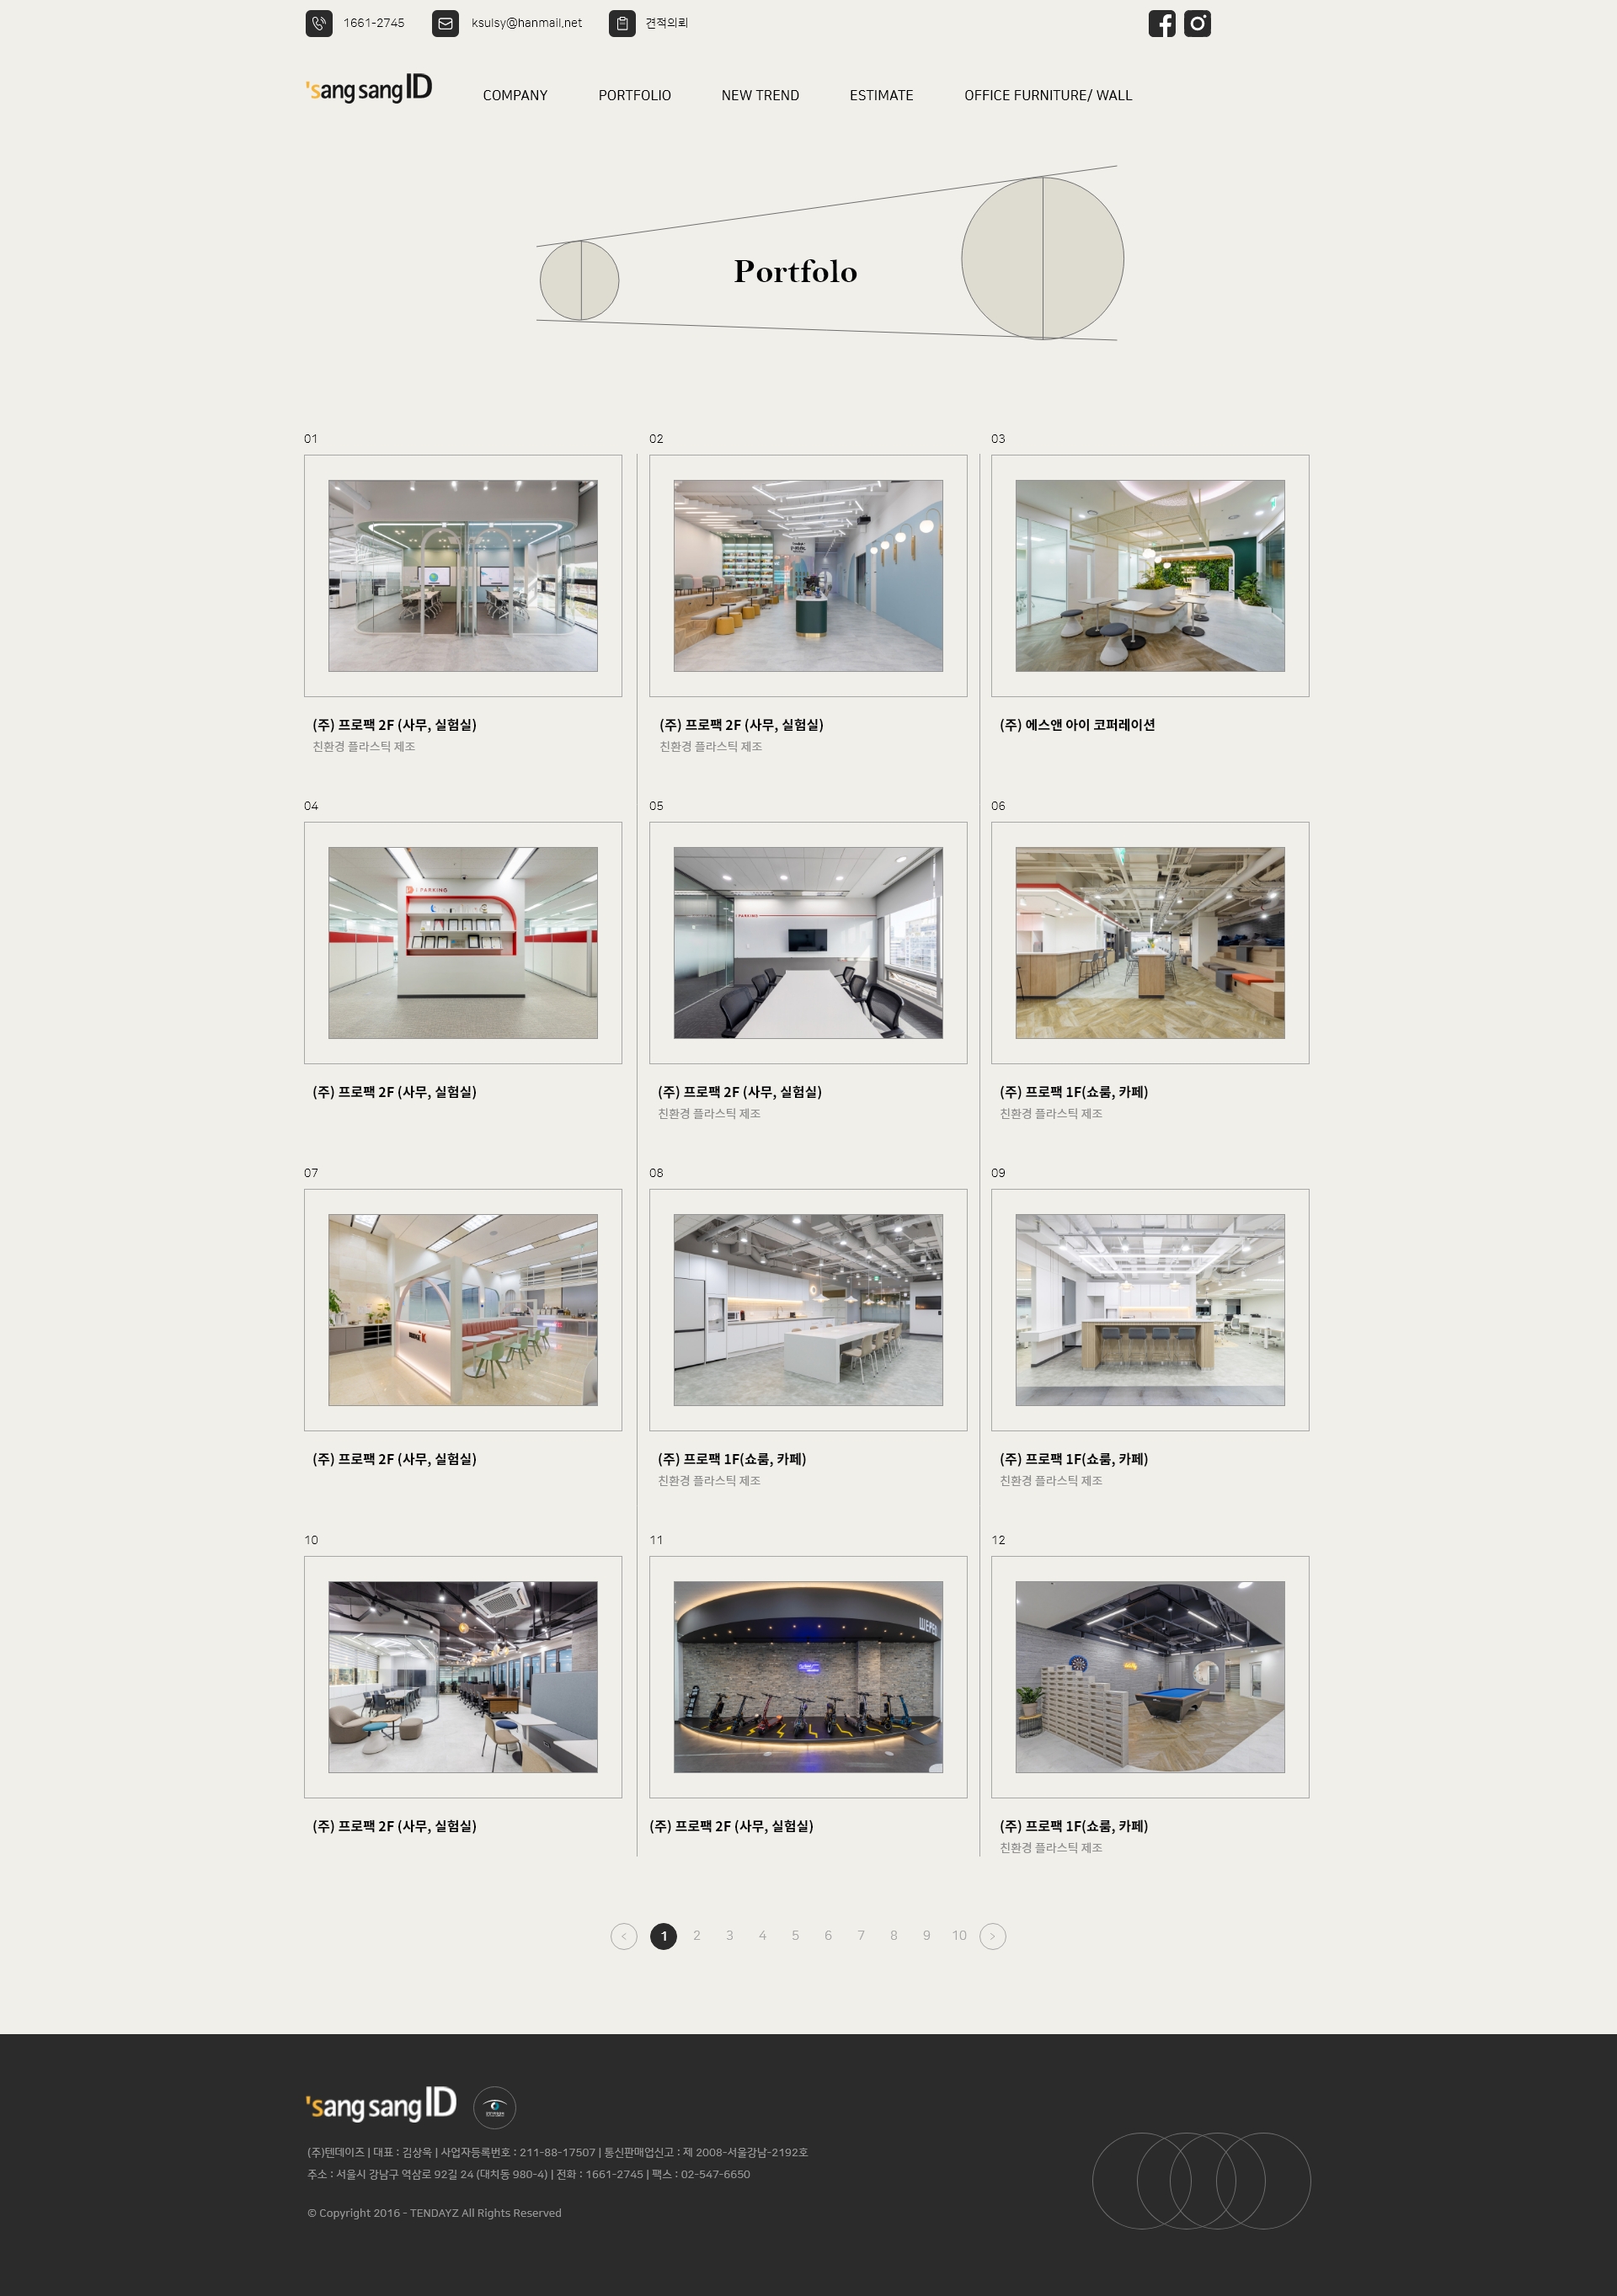 1661-2745 ksulsy@hanmail.net 견적의뢰
'sang sang ID COMPANY PORTFOLIO NEW TREND ESTIMATE OFFICE FURNITURE/ WALL
Portfolo
01 02 03
(주) 프로팩 2F (사무, 실험실) (주) 프로팩 2F (사무, 실험실) (주) 에스앤 아이 코퍼레이션
친환경 플라스틱 제조 친환경 플라스틱 제조
04 05 06
i PARKING
i PARKING
(주) 프로팩 2F (사무, 실험실) (주) 프로팩 2F (사무, 실험실) (주) 프로팩 1F(쇼룸, 카페)
친환경 플라스틱 제조 친환경 플라스틱 제조
07 08 09
(주) 프로팩 2F (사무, 실험실) (주) 프로팩 1F(쇼룸, 카페) (주) 프로팩 1F(쇼룸, 카페)
친환경 플라스틱 제조 친환경 플라스틱 제조
10 11 12
(주) 프로팩 2F (사무, 실험실) (주) 프로팩 2F (사무, 실험실) (주) 프로팩 1F(쇼룸, 카페)
친환경 플라스틱 제조
< 1 2 3 4 5 6 7 8 9 10 >
'sang sang ID
(주)텐데이즈 | 대표 : 김상욱 | 사업자등록번호 : 211-88-17507 | 통신판매업신고 : 제 2008-서울강남-2192호
주소 : 서울시 강남구 역삼로 92길 24 (대치동 980-4) | 전화 : 1661-2745 | 팩스 : 02-547-6650
© Copyright 2016 - TENDAYZ All Rights Reserved